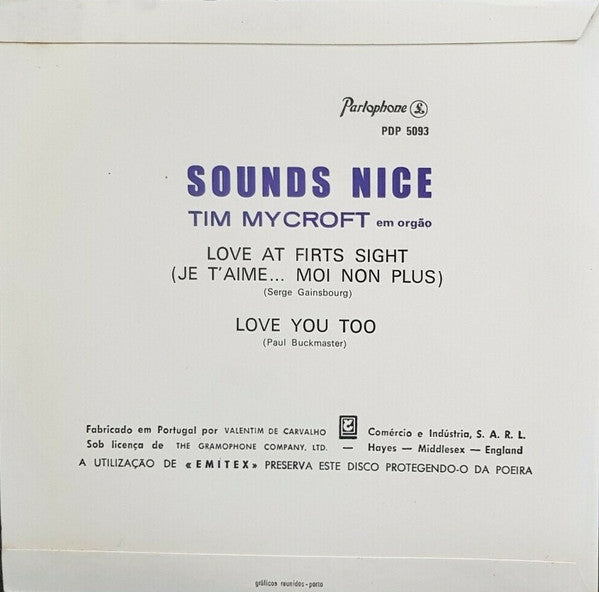 Parlophone £
PDP 5093
SOUNDS NICE
TIM MYCROFT em orgão
LOVE AT FIRTS SIGHT
(JE T'AIME... MOI NON PLUS)
(Serge Gainsbourg)
LOVE YOU TOO
(Paul Buckmaster)
Fabricado em Portugal por VALENTIM DE CARVALHO Comércio e Indústria, S. A. R. L.
Sob licença de THE GRAMOPHONE COMPANY, LTD. — Hayes — Middlesex — England
A UTILIZAÇÃO DE «EMITEX» PRESERVA ESTE DISCO PROTEGENDO-O DA POEIRA
gráficos reunidos - porto